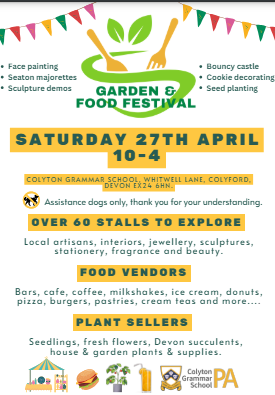 GARDEN &
FOOD FESTIVAL
• Face painting
• Seaton majorettes
• Sculpture demos
• Bouncy castle
• Cookie decorating
• Seed planting
SATURDAY 27TH APRIL
10-4
COLYTON GRAMMAR SCHOOL, WHITWELL LANE, COLYFORD,
DEVON EX24 6HN.
Assistance dogs only, thank you for your understanding.
OVER 60 STALLS TO EXPLORE
Local artisans, interiors, jewellery, sculptures,
stationery, fragrance and beauty.
FOOD VENDORS
Bars, cafe, coffee, milkshakes, ice cream, donuts,
pizza, burgers, pastries, cream teas and more....
PLANT SELLERS
Seedlings, fresh flowers, Devon succulents,
house & garden plants & supplies.
Colyton
Grammar
School
PA